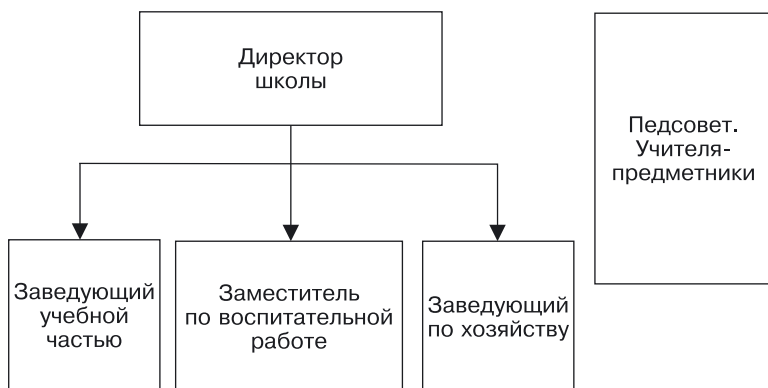 Директор
школы
Педсовет.
Учителя-
предметники
Заведующий
учебной
частью
Заместитель
по воспитательной
работе
Заведующий
по хозяйству